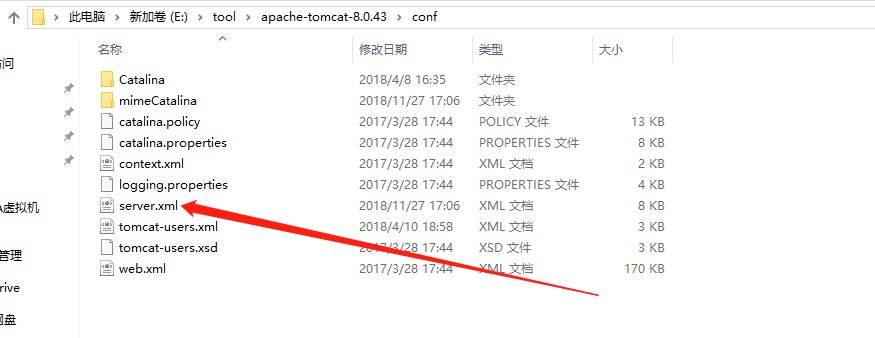 此电脑 > 新加卷 (E:) > tool > apache-tomcat-8.0.43 > conf
名称 修改日期 类型 大小
访问
Catalina 2018/4/8 16:35 文件夹
mimeCatalina 2018/11/27 17:06 文件夹
catalina.policy 2017/3/28 17:44 POLICY 文件 13 KB
catalina.properties 2017/3/28 17:44 PROPERTIES 文件 8 KB
context.xml 2017/3/28 17:44 XML 文档 2 KB
logging.properties 2017/3/28 17:44 PROPERTIES 文件 4 KB
server.xml 2018/11/27 17:06 XML 文档 8 KB
虚拟机
tomcat-users.xml 2018/4/10 18:58 XML 文档 3 KB
tomcat-users.xsd 2017/3/28 17:44 XSD 文件 3 KB
管理
web.xml 2017/3/28 17:44 XML 文档 170 KB
rive
网盘